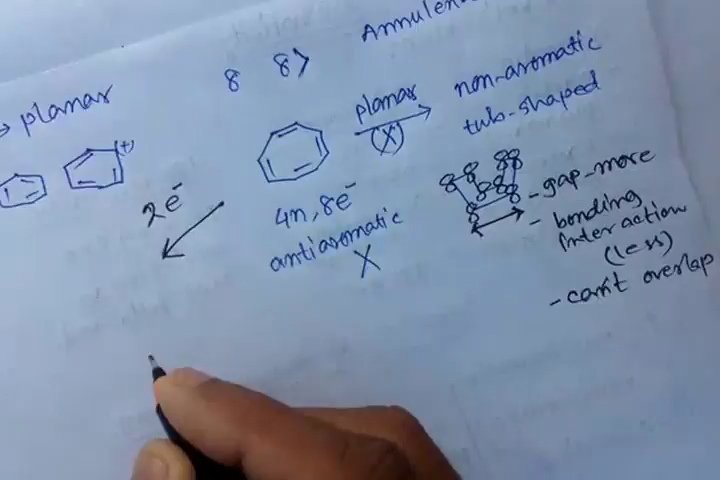 Annulen
8 8>
→ planar
planar
(X)
non-aromatic
tub-shaped
(+)
2e⁻
4n, 8e⁻
antiaromatic
X
- gap-more
- bonding
interaction
(less)
- can't overlap